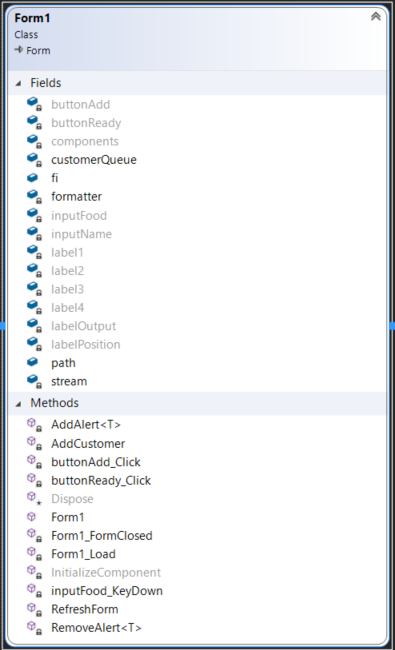 Form1
Class
Form
Fields
buttonAdd
buttonReady
components
customerQueue
fi
formatter
inputFood
inputName
label1
label2
label3
label4
labelOutput
labelPosition
path
stream
Methods
AddAlert<T>
AddCustomer
buttonAdd_Click
buttonReady_Click
Dispose
Form1
Form1_FormClosed
Form1_Load
InitializeComponent
inputFood_KeyDown
RefreshForm
RemoveAlert<T>